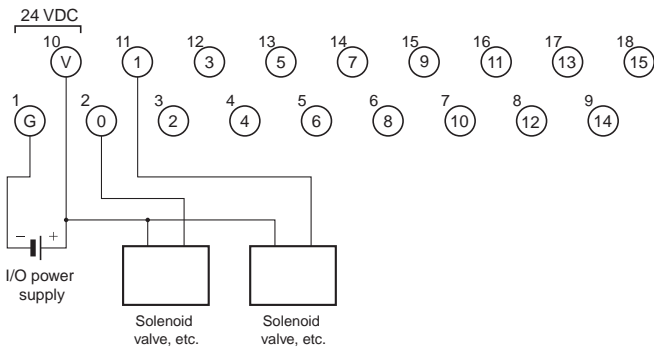 24 VDC
10 11 12 13 14 15 16 17 18
V 1 3 5 7 9 11 13 15
1 2 3 4 5 6 7 8 9
G 0 2 4 6 8 10 12 14
− +
I/O power
supply
Solenoid
valve, etc.
Solenoid
valve, etc.